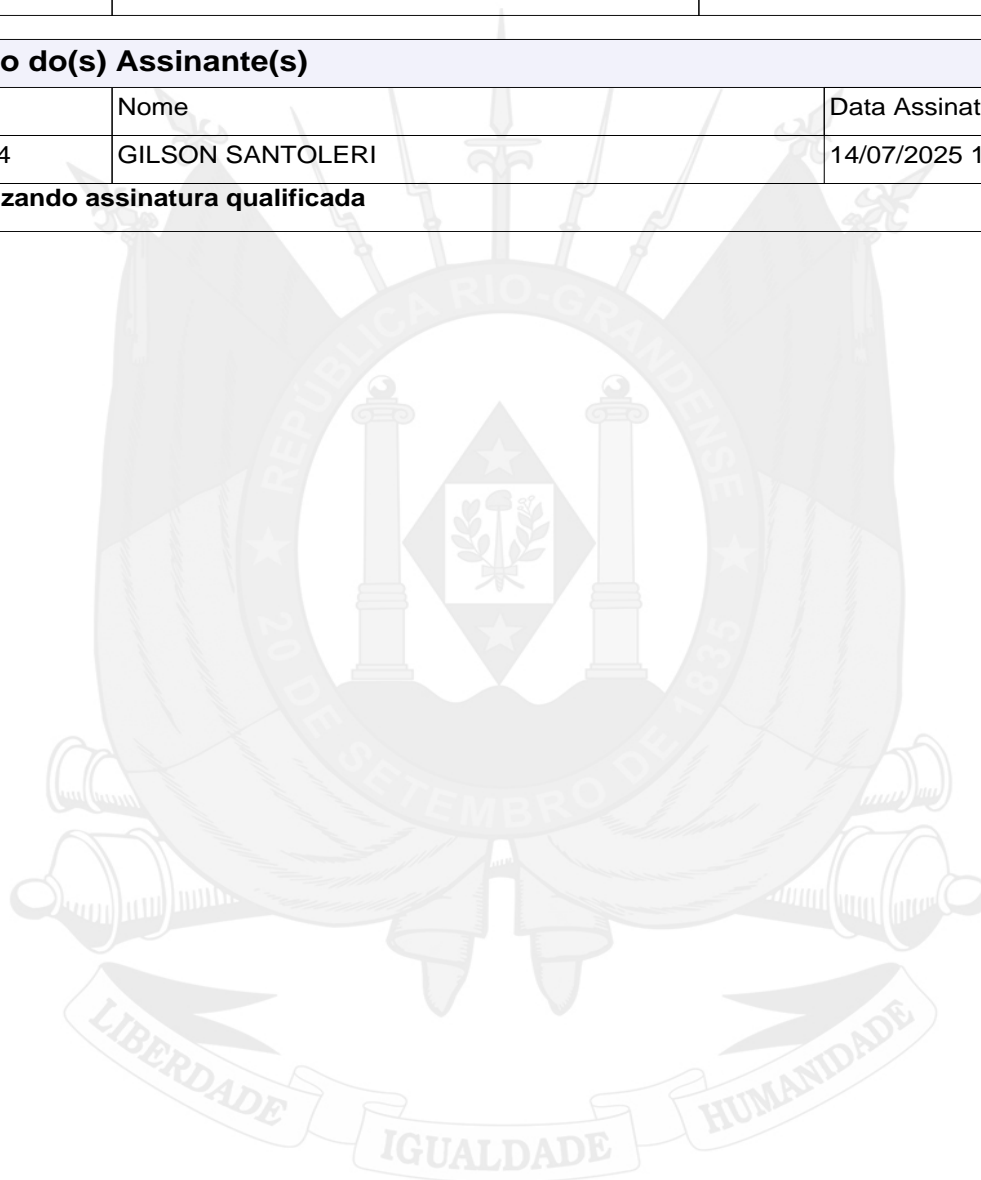 o do(s) Assinante(s)
Nome Data Assinat
4 GILSON SANTOLERI 14/07/2025 1
zando assinatura qualificada
REPÚBLICA RIO-GRANDENSE
20 DE SETEMBRO DE 1835
LIBERDADE IGUALDADE HUMANIDADE